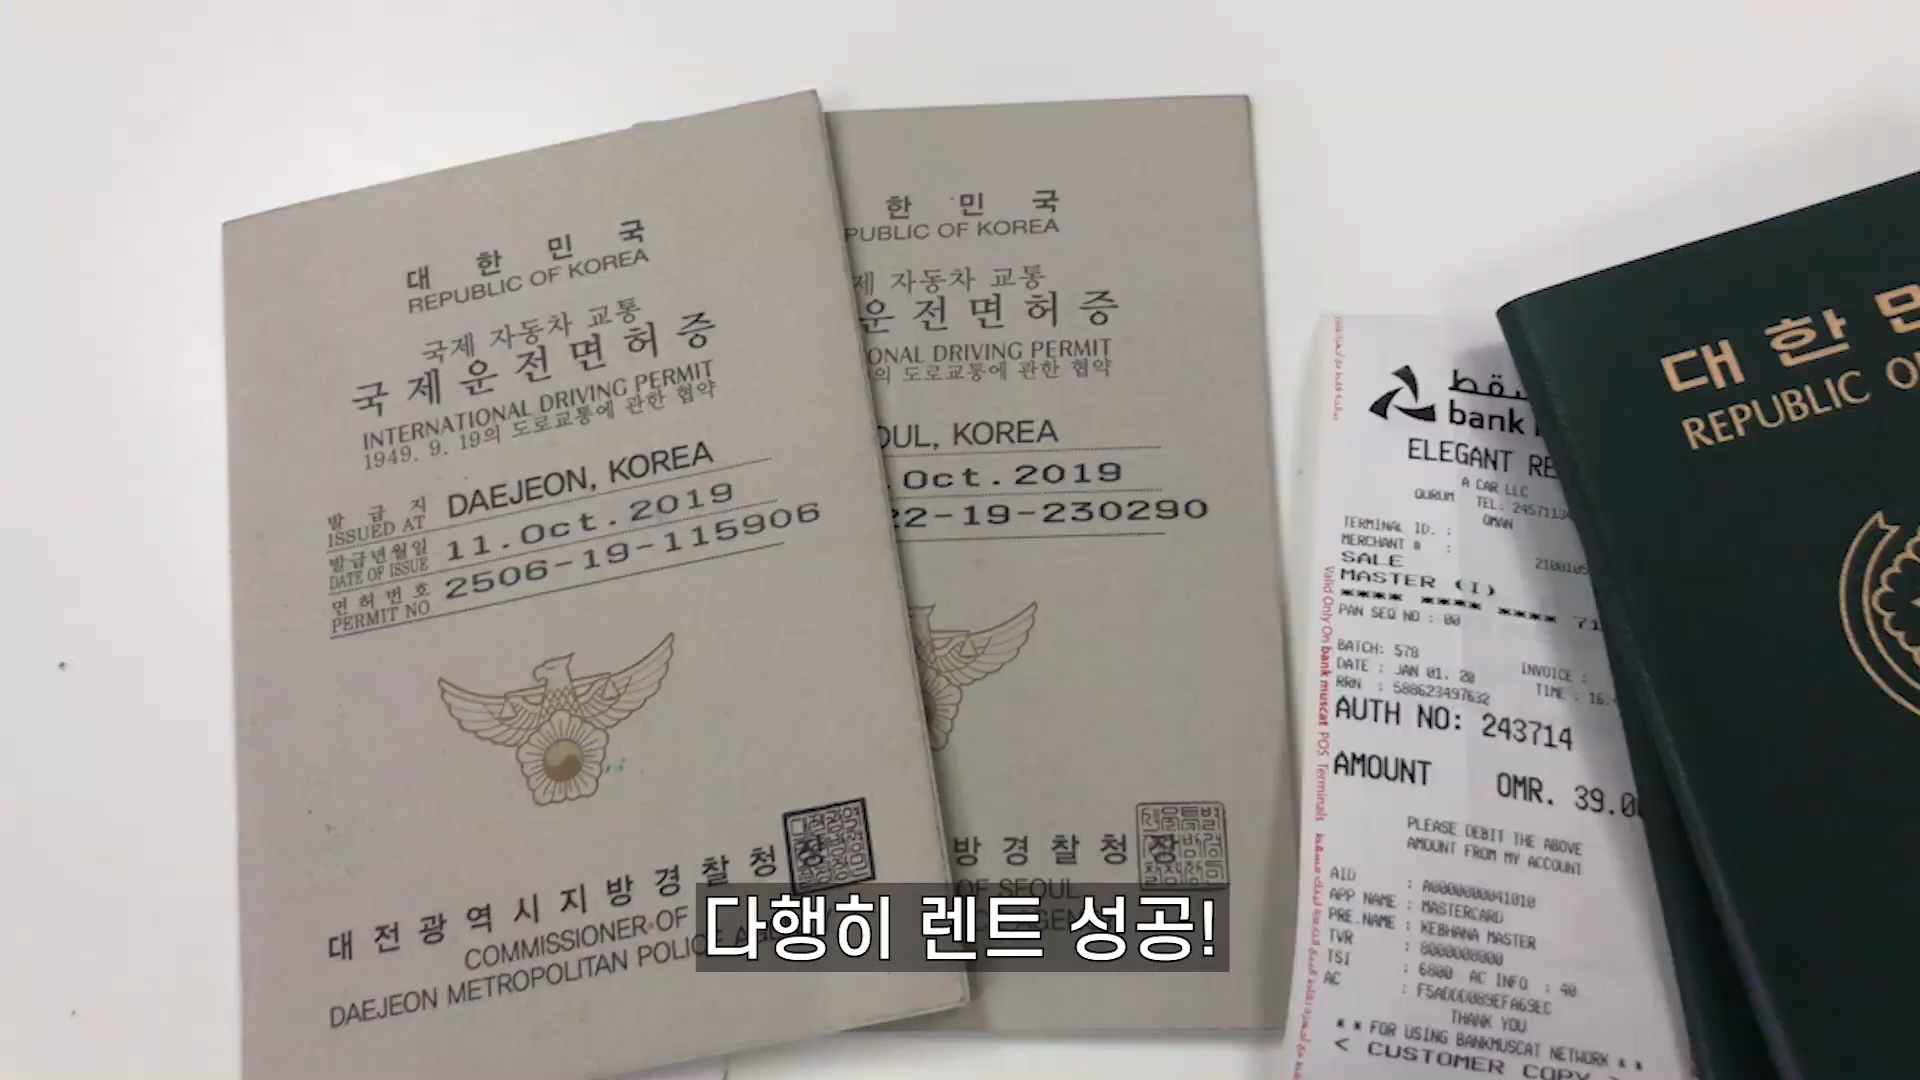 대 한 민 국
REPUBLIC OF KOREA
국제 자동차 교통
국 제 운 전 면 허 증
INTERNATIONAL DRIVING PERMIT
1949. 9. 19의 도로교통에 관한 협약
발 급 지
ISSUED AT
DAEJEON, KOREA
발급년월일
DATE OF ISSUE
11.Oct.2019
면 허 번 호
PERMIT NO
2506-19-115906
대 전 광 역 시 지 방 경 찰 청 장
COMMISSIONER OF
DAEJEON METROPOLITAN POLICE
한 민 국
PUBLIC OF KOREA
제 자동차 교통
운 전 면 허 증
ONAL DRIVING PERMIT
의 도로교통에 관한 협약
OUL, KOREA
.Oct.2019
22-19-230290
방 경 찰 청 장
OF SEOUL
다행히 렌트 성공!
bank
ELEGANT RE
A CAR LLC
QURUM TEL: 2457113
OMAN
TERMINAL ID. :
MERCHANT # : 2100105
SALE
MASTER (I)
**** **** **** 71
PAN SEQ NO : 00
BATCH: 578 INVOICE :
DATE : JAN 01. 20 TIME : 16:
RRN : 588623497632
AUTH NO: 243714
AMOUNT OMR. 39.0
PLEASE DEBIT THE ABOVE
AMOUNT FROM MY ACCOUNT
AID : A0000000041010
APP NAME : MASTERCARD
PRE.NAME : KEBHANA MASTER
TVR : 8000008000
TSI : 6800 AC INFO : 40
AC : F5ADDD089EFA69EC
THANK YOU
* * FOR USING BANKMUSCAT NETWORK * *
< CUSTOMER COPY >
Valid Only On bank muscat POS Terminals
대 한 민
REPUBLIC O